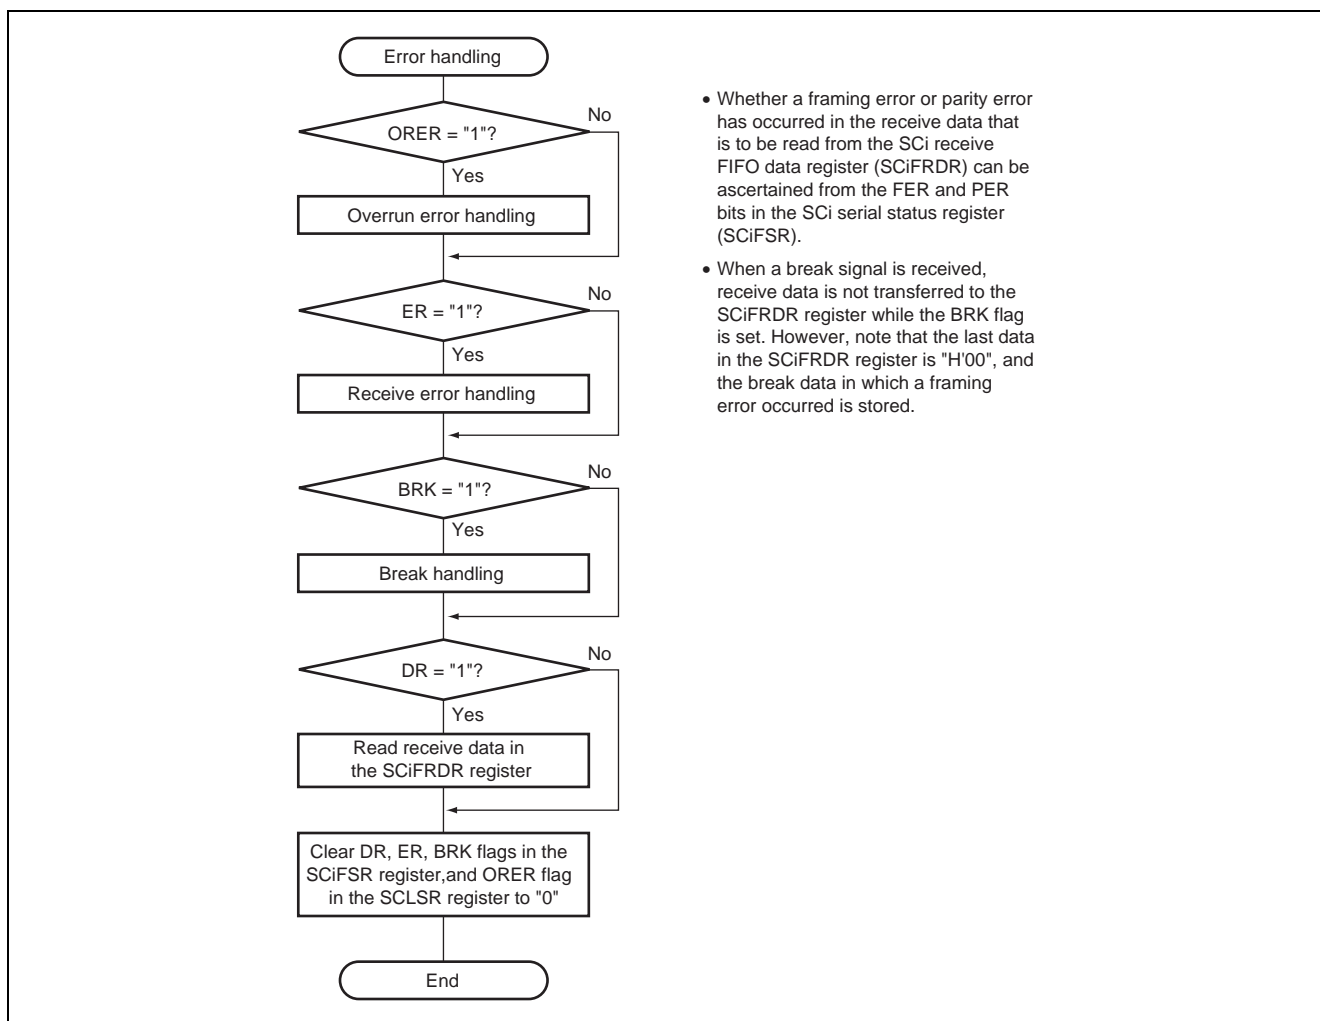 Error handling
ORER = "1"?
No
Yes
Overrun error handling
ER = "1"?
No
Yes
Receive error handling
BRK = "1"?
No
Yes
Break handling
DR = "1"?
No
Yes
Read receive data in
the SCiFRDR register
Clear DR, ER, BRK flags in the
SCiFSR register,and ORER flag
in the SCLSR register to "0"
End
• Whether a framing error or parity error
has occurred in the receive data that
is to be read from the SCi receive
FIFO data register (SCiFRDR) can be
ascertained from the FER and PER
bits in the SCi serial status register
(SCiFSR).
• When a break signal is received,
receive data is not transferred to the
SCiFRDR register while the BRK flag
is set. However, note that the last data
in the SCiFRDR register is "H'00", and
the break data in which a framing
error occurred is stored.